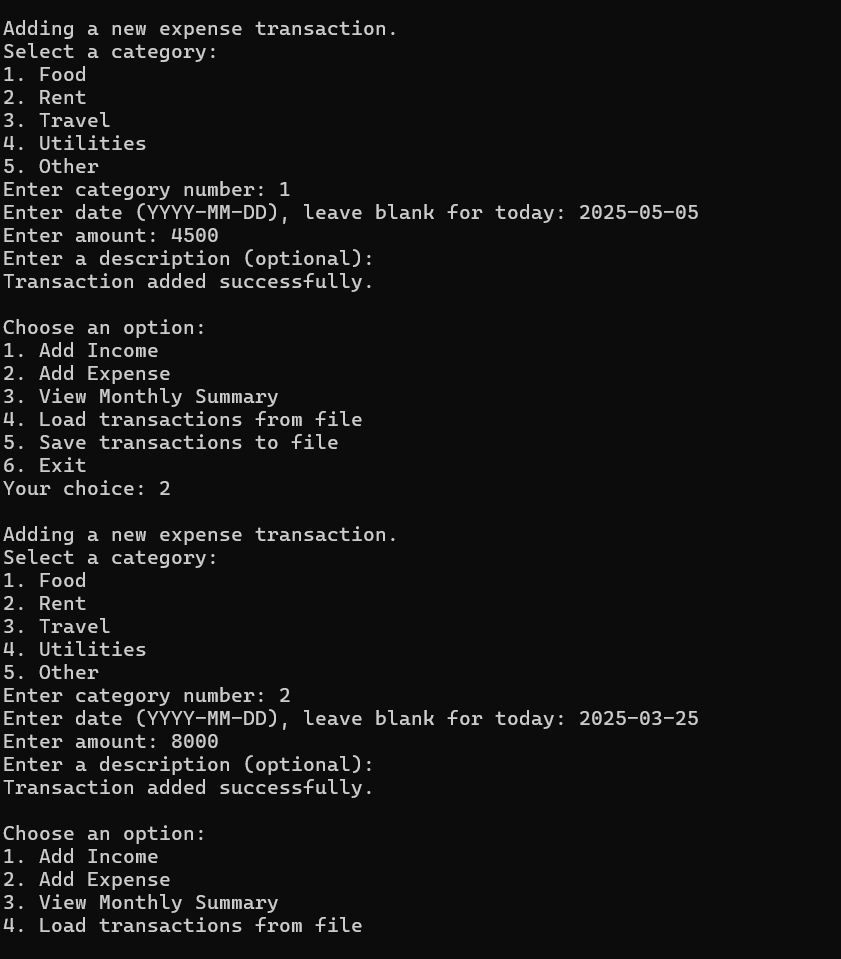 Adding a new expense transaction.
Select a category:
1. Food
2. Rent
3. Travel
4. Utilities
5. Other
Enter category number: 1
Enter date (YYYY-MM-DD), leave blank for today: 2025-05-05
Enter amount: 4500
Enter a description (optional):
Transaction added successfully.
Choose an option:
1. Add Income
2. Add Expense
3. View Monthly Summary
4. Load transactions from file
5. Save transactions to file
6. Exit
Your choice: 2
Adding a new expense transaction.
Select a category:
1. Food
2. Rent
3. Travel
4. Utilities
5. Other
Enter category number: 2
Enter date (YYYY-MM-DD), leave blank for today: 2025-03-25
Enter amount: 8000
Enter a description (optional):
Transaction added successfully.
Choose an option:
1. Add Income
2. Add Expense
3. View Monthly Summary
4. Load transactions from file